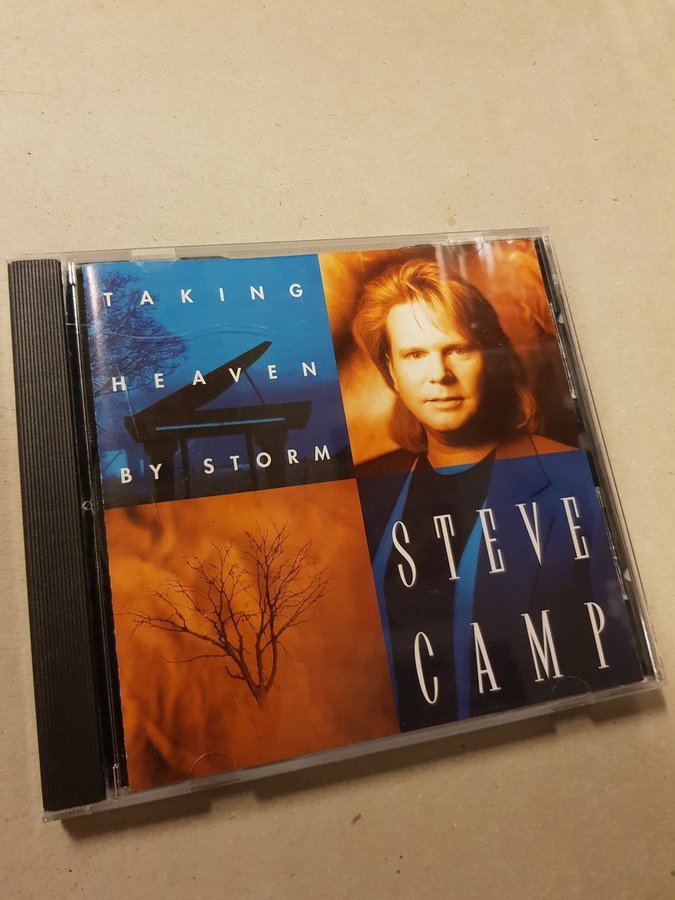 TAKING
HEAVEN
BY STORM
STEVE
CAMP